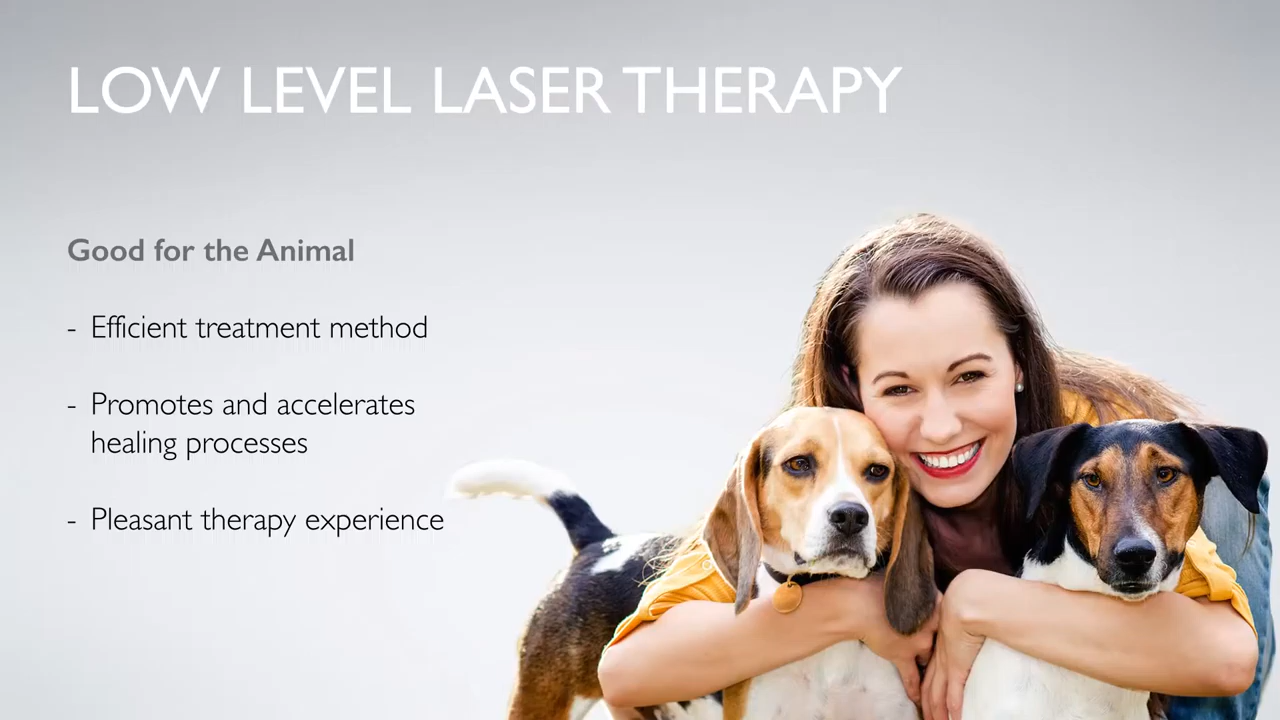 LOW LEVEL LASER THERAPY
Good for the Animal
- Efficient treatment method
- Promotes and accelerates
healing processes
- Pleasant therapy experience